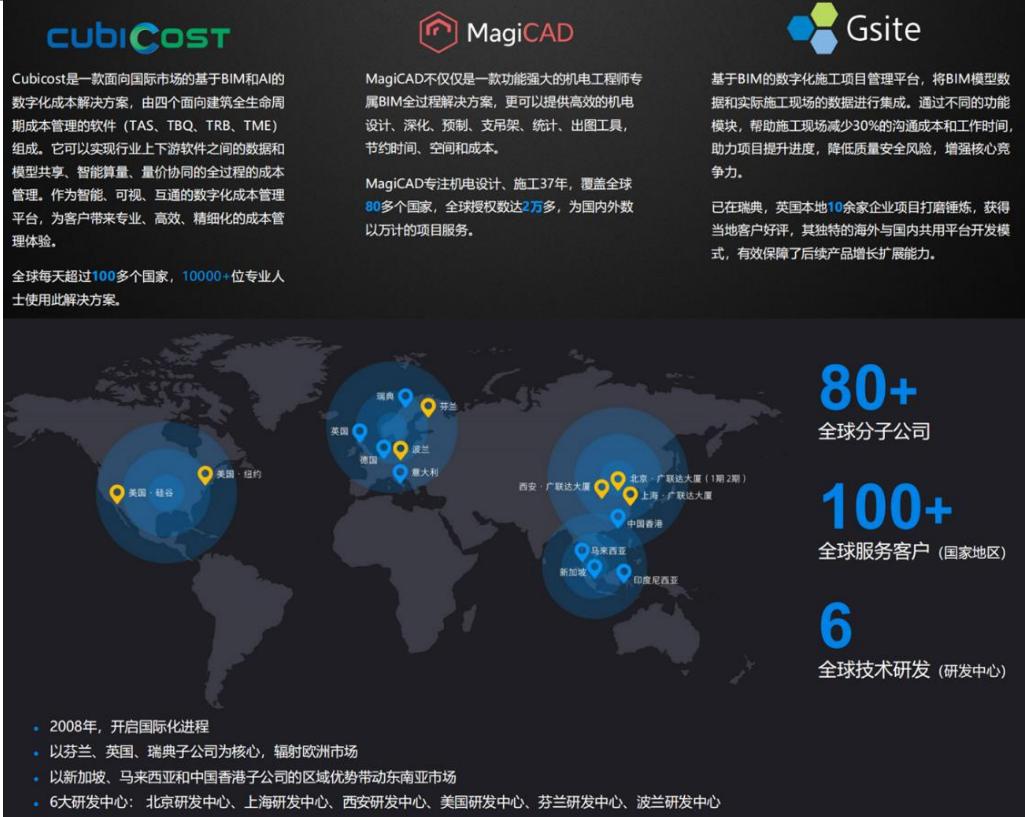 CUBICOST
Cubicost是一款面向国际市场的基于BIM和AI的
数字化成本解决方案，由四个面向建筑全生命周
期成本管理的软件（TAS、TBQ、TRB、TME）
组成。它可以实现行业上下游软件之间的数据和
模型共享、智能算量、量价协同的全过程的成本
管理。作为智能、可视、互通的数字化成本管理
平台，为客户带来专业、高效、精细化的成本管
理体验。
全球每天超过100多个国家，10000+位专业人
士使用此解决方案。
MagiCAD
MagiCAD不仅仅是一款功能强大的机电工程师专
属BIM全过程解决方案，更可以提供高效的机电
设计、深化、预制、支吊架、统计、出图工具，
节约时间、空间和成本。
MagiCAD专注机电设计、施工37年，覆盖全球
80多个国家，全球授权数达2万多，为国内外数
以万计的项目服务。
Gsite
基于BIM的数字化施工项目管理平台，将BIM模型数
据和实际施工现场的数据进行集成。通过不同的功能
模块，帮助施工现场减少30%的沟通成本和工作时间，
助力项目提升进度，降低质量安全风险，增强核心竞
争力。
已在瑞典，英国本地10余家企业项目打磨锤炼，获得
当地客户好评，其独特的海外与国内共用平台开发模
式，有效保障了后续产品增长扩展能力。
瑞典
芬兰
英国
德国
波兰
意大利
美国·纽约
美国·硅谷
西安·广联达大厦
北京·广联达大厦（1期2期）
上海·广联达大厦
中国香港
马来西亚
新加坡
印度尼西亚
80+
全球分子公司
100+
全球服务客户（国家地区）
6
全球技术研发（研发中心）
• 2008年，开启国际化进程
• 以芬兰、英国、瑞典子公司为核心，辐射欧洲市场
• 以新加坡、马来西亚和中国香港子公司的区域优势带动东南亚市场
• 6大研发中心： 北京研发中心、上海研发中心、西安研发中心、美国研发中心、芬兰研发中心、波兰研发中心